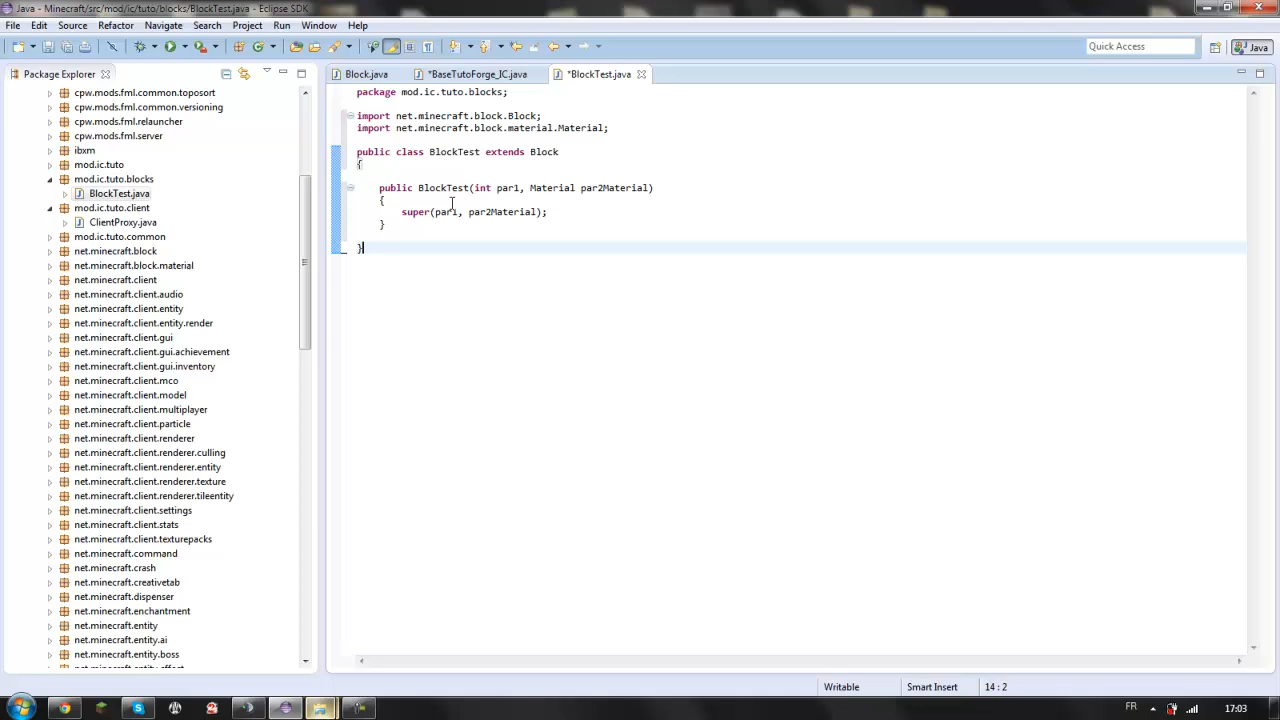 Java - Minecraft/src/mod/ic/tuto/blocks/BlockTest.java - Eclipse SDK
File Edit Source Refactor Navigate Search Project Run Window Help
Quick Access
Java
Package Explorer
Block.java
*BaseTutoForge_IC.java
*BlockTest.java
cpw.mods.fml.common.toposort
cpw.mods.fml.common.versioning
cpw.mods.fml.relauncher
cpw.mods.fml.server
ibxm
mod.ic.tuto
mod.ic.tuto.blocks
BlockTest.java
mod.ic.tuto.client
ClientProxy.java
mod.ic.tuto.common
net.minecraft.block
net.minecraft.block.material
net.minecraft.client
net.minecraft.client.audio
net.minecraft.client.entity
net.minecraft.client.entity.render
net.minecraft.client.gui
net.minecraft.client.gui.achievement
net.minecraft.client.gui.inventory
net.minecraft.client.mco
net.minecraft.client.model
net.minecraft.client.multiplayer
net.minecraft.client.particle
net.minecraft.client.renderer
net.minecraft.client.renderer.culling
net.minecraft.client.renderer.entity
net.minecraft.client.renderer.texture
net.minecraft.client.renderer.tileentity
net.minecraft.client.settings
net.minecraft.client.stats
net.minecraft.client.texturepacks
net.minecraft.command
net.minecraft.crash
net.minecraft.creativetab
net.minecraft.dispenser
net.minecraft.enchantment
net.minecraft.entity
net.minecraft.entity.ai
net.minecraft.entity.boss
net.minecraft.entity.effect
package mod.ic.tuto.blocks;
import net.minecraft.block.Block;
import net.minecraft.block.material.Material;
public class BlockTest extends Block
{
public BlockTest(int par1, Material par2Material)
{
super(par1, par2Material);
}
}
Writable
Smart Insert
14 : 2
FR
17:03